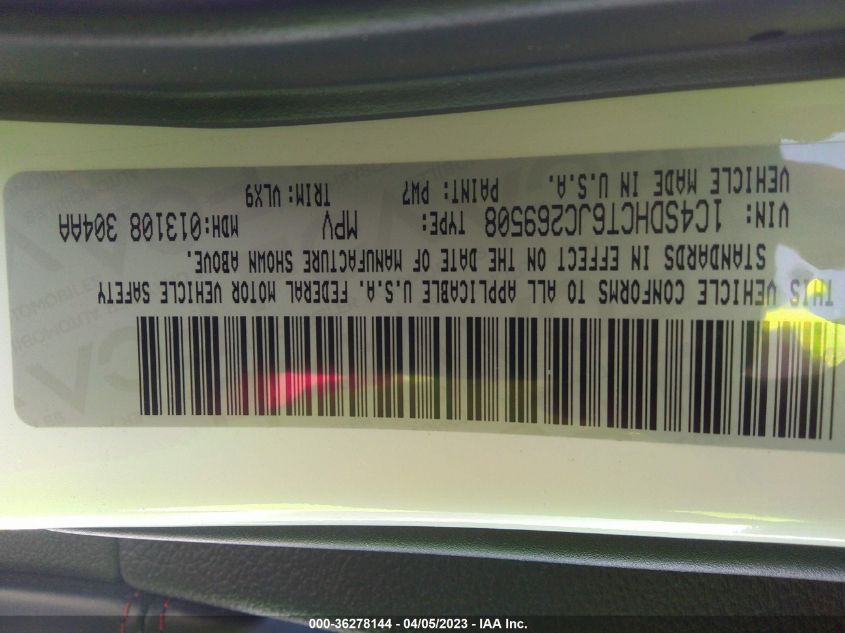 THIS VEHICLE CONFORMS TO ALL APPLICABLE U.S.A. FEDERAL MOTOR VEHICLE SAFETY
STANDARDS IN EFFECT ON THE DATE OF MANUFACTURE SHOWN ABOVE.
VIN: 1C4SDHCT6JC269508 TYPE: MPV MDH:013108 304AA
VEHICLE MADE IN U.S.A. PAINT: PW7 TRIM:VLX9
000-36278144 - 04/05/2023 - IAA Inc.